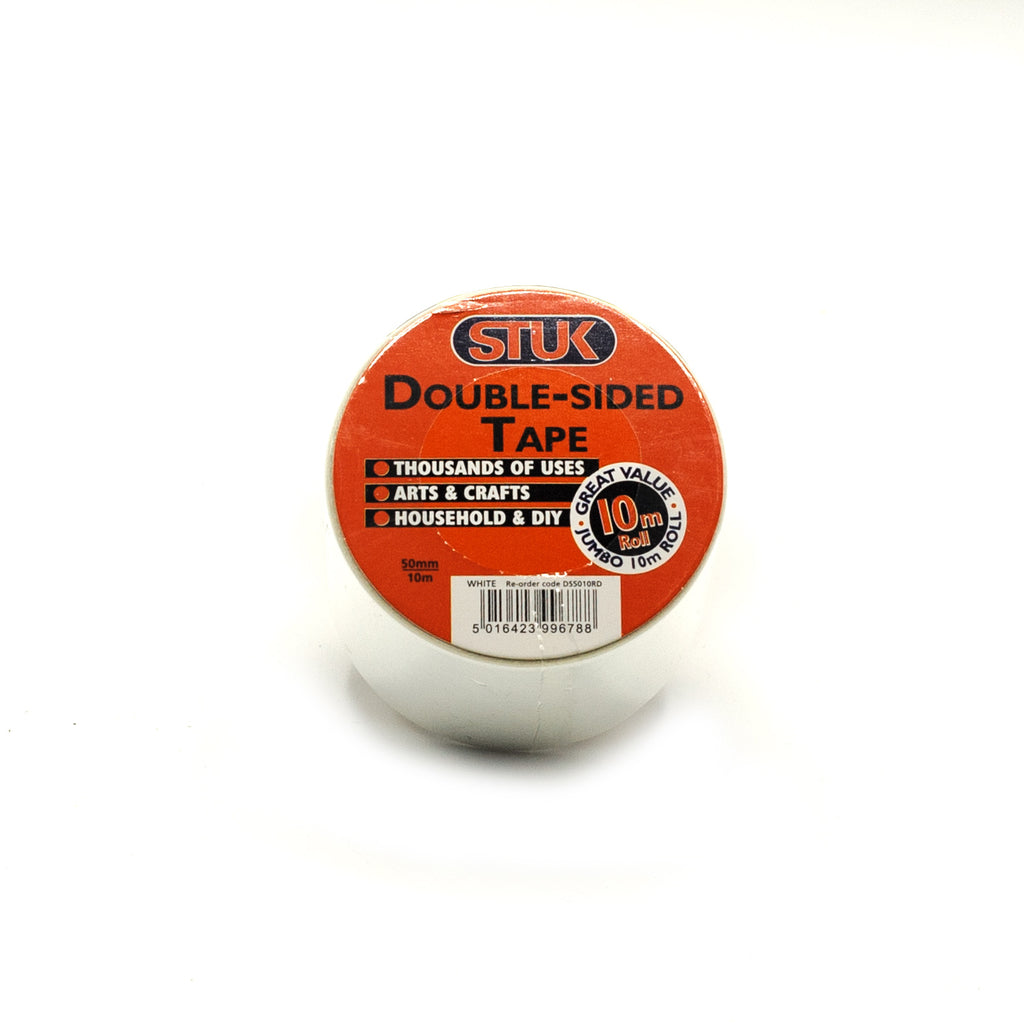 STUK
DOUBLE-SIDED
TAPE
THOUSANDS OF USES
ARTS & CRAFTS
HOUSEHOLD & DIY
GREAT VALUE
10m
Roll
JUMBO 10m ROLL
50mm
10m
WHITE Re-order code DS5010RD
5 016423 996788